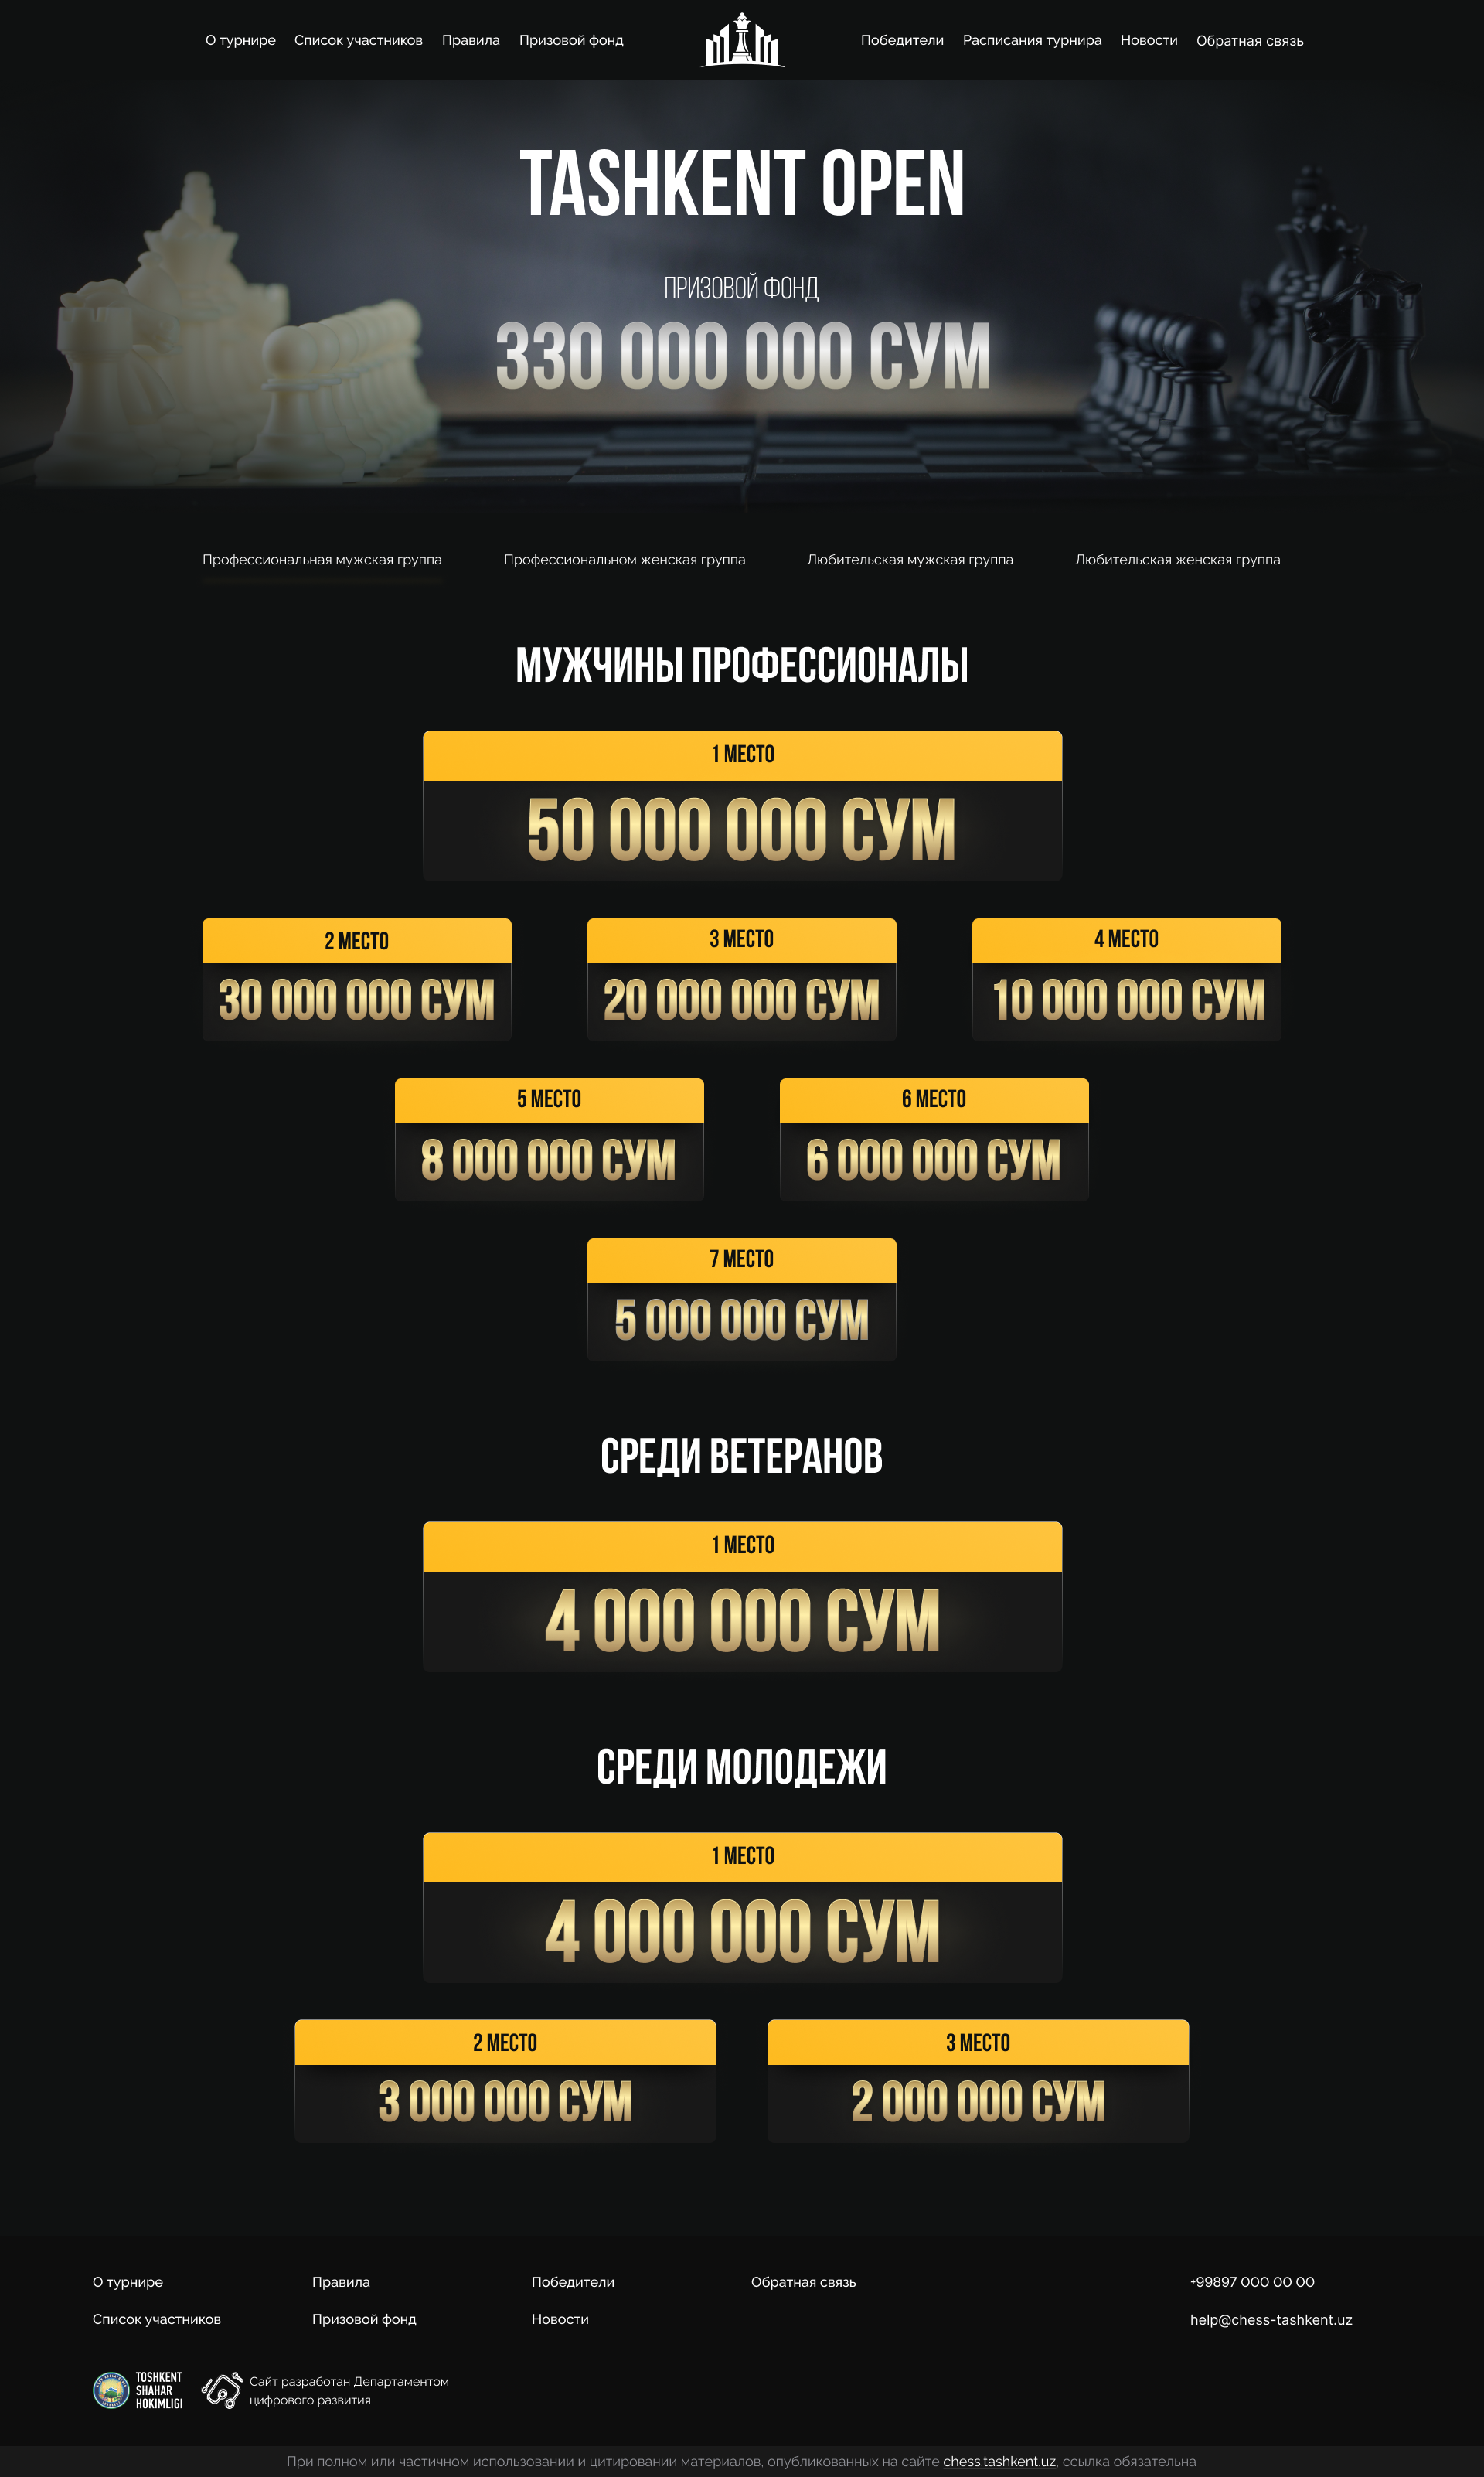 О турнире Список участников Правила Призовой фонд Победители Расписания турнира Новости Обратная связь
TASHKENT OPEN
ПРИЗОВОЙ ФОНД
330 000 000 СУМ
Профессиональная мужская группа Профессиональном женская группа Любительская мужская группа Любительская женская группа
МУЖЧИНЫ ПРОФЕССИОНАЛЫ
1 МЕСТО
50 000 000 СУМ
2 МЕСТО
30 000 000 СУМ
3 МЕСТО
20 000 000 СУМ
4 МЕСТО
10 000 000 СУМ
5 МЕСТО
8 000 000 СУМ
6 МЕСТО
6 000 000 СУМ
7 МЕСТО
5 000 000 СУМ
СРЕДИ ВЕТЕРАНОВ
1 МЕСТО
4 000 000 СУМ
СРЕДИ МОЛОДЕЖИ
1 МЕСТО
4 000 000 СУМ
2 МЕСТО
3 000 000 СУМ
3 МЕСТО
2 000 000 СУМ
О турнире Правила Победители Обратная связь +99897 000 00 00
Список участников Призовой фонд Новости help@chess-tashkent.uz
TOSHKENT
SHAHAR
HOKIMLIGI
Сайт разработан Департаментом
цифрового развития
При полном или частичном использовании и цитировании материалов, опубликованных на сайте chess.tashkent.uz, ссылка обязательна